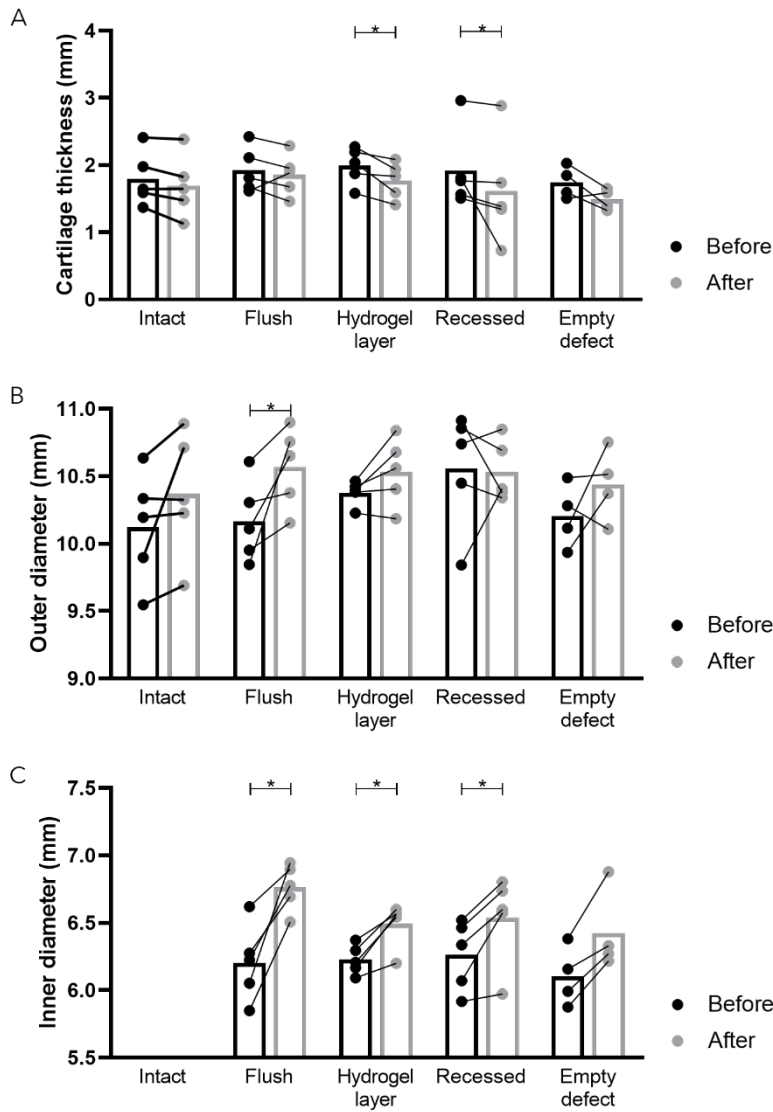 A
Cartilage thickness (mm)
4
3
2
1
0
*
*
Intact
Flush
Hydrogel
layer
Recessed
Empty
defect
Before
After
B
Outer diameter (mm)
11.0
10.5
10.0
9.5
9.0
*
Intact
Flush
Hydrogel
layer
Recessed
Empty
defect
Before
After
C
Inner diameter (mm)
7.5
7.0
6.5
6.0
5.5
*
*
*
Intact
Flush
Hydrogel
layer
Recessed
Empty
defect
Before
After